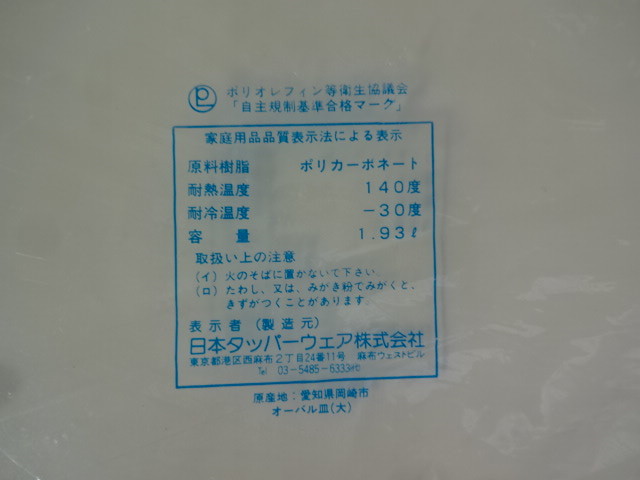 ポリオレフィン等衛生協議会
「自主規制基準合格マーク」
家庭用品品質表示法による表示
原料樹脂 ポリカーボネート
耐熱温度 140度
耐冷温度 -30度
容量 1.93ℓ
取扱い上の注意
(イ) 火のそばに置かないで下さい.
(ロ) たわし、又は、みがき粉でみがくと、
きずがつくことがあります.
表示者 (製造元)
日本タッパーウェア株式会社
東京都港区西麻布2丁目24番11号 麻布ウェストビル
Tel 03-5485-6333㈹
原産地:愛知県岡崎市
オーバル皿(大)